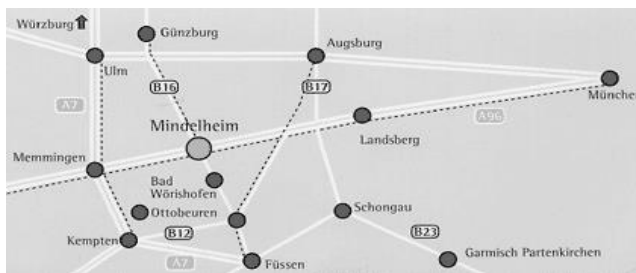 Würzburg
Günzburg
Augsburg
Ulm
B16
B17
München
A7
A96
Mindelheim
Landsberg
Memmingen
Bad
Wörishofen
Ottobeuren
Schongau
B12
B23
Kempten
A7
Füssen
Garmisch Partenkirchen